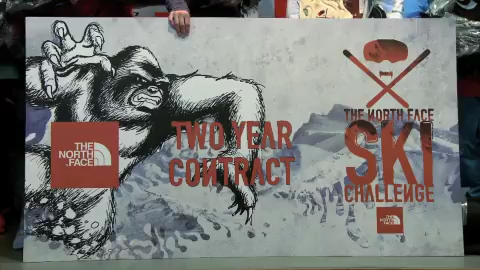 THE
NORTH
FACE
TWO YEAR
CONTRACT
THE NORTH FACE
SKI
CHALLENGE
THE
NORTH
FACE